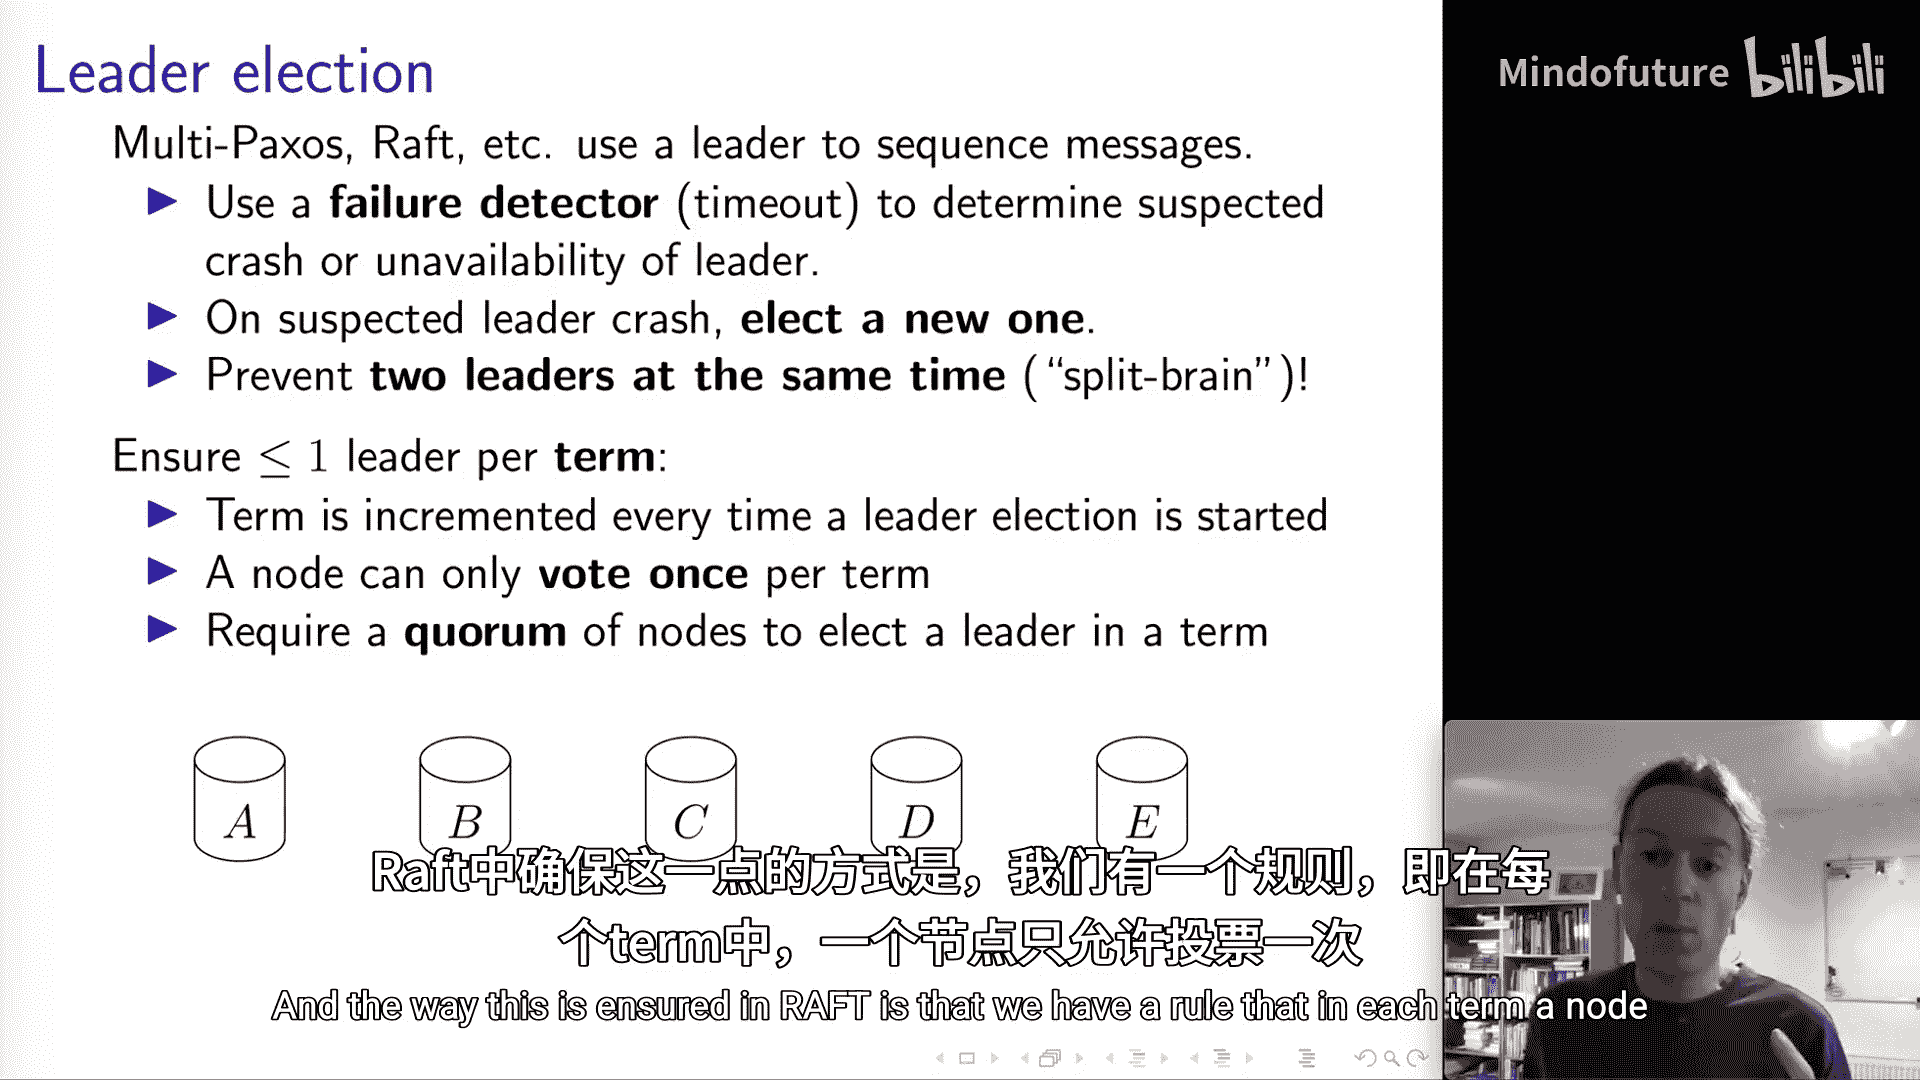 Leader election
Mindofuture bilibili
Multi-Paxos, Raft, etc. use a leader to sequence messages.
▶ Use a failure detector (timeout) to determine suspected
crash or unavailability of leader.
▶ On suspected leader crash, elect a new one.
▶ Prevent two leaders at the same time (“split-brain”)!
Ensure ≤ 1 leader per term:
▶ Term is incremented every time a leader election is started
▶ A node can only vote once per term
▶ Require a quorum of nodes to elect a leader in a term
A B C D E
Raft中确保这一点的方式是，我们有一个规则，即在每
个term中，一个节点只允许投票一次
And the way this is ensured in RAFT is that we have a rule that in each term a node